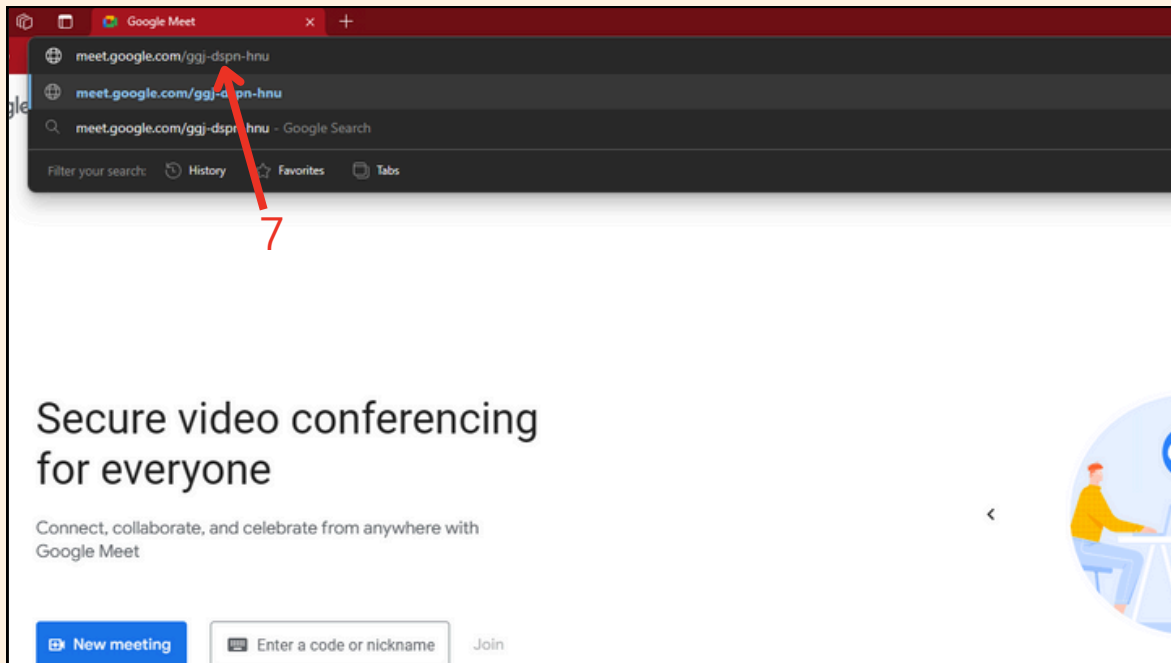 Google Meet
meet.google.com/ggj-dspn-hnu
meet.google.com/ggj-dspn-hnu
meet.google.com/ggj-dspn-hnu - Google Search
Filter your search: History Favorites Tabs
7
Secure video conferencing
for everyone
Connect, collaborate, and celebrate from anywhere with
Google Meet
New meeting Enter a code or nickname Join